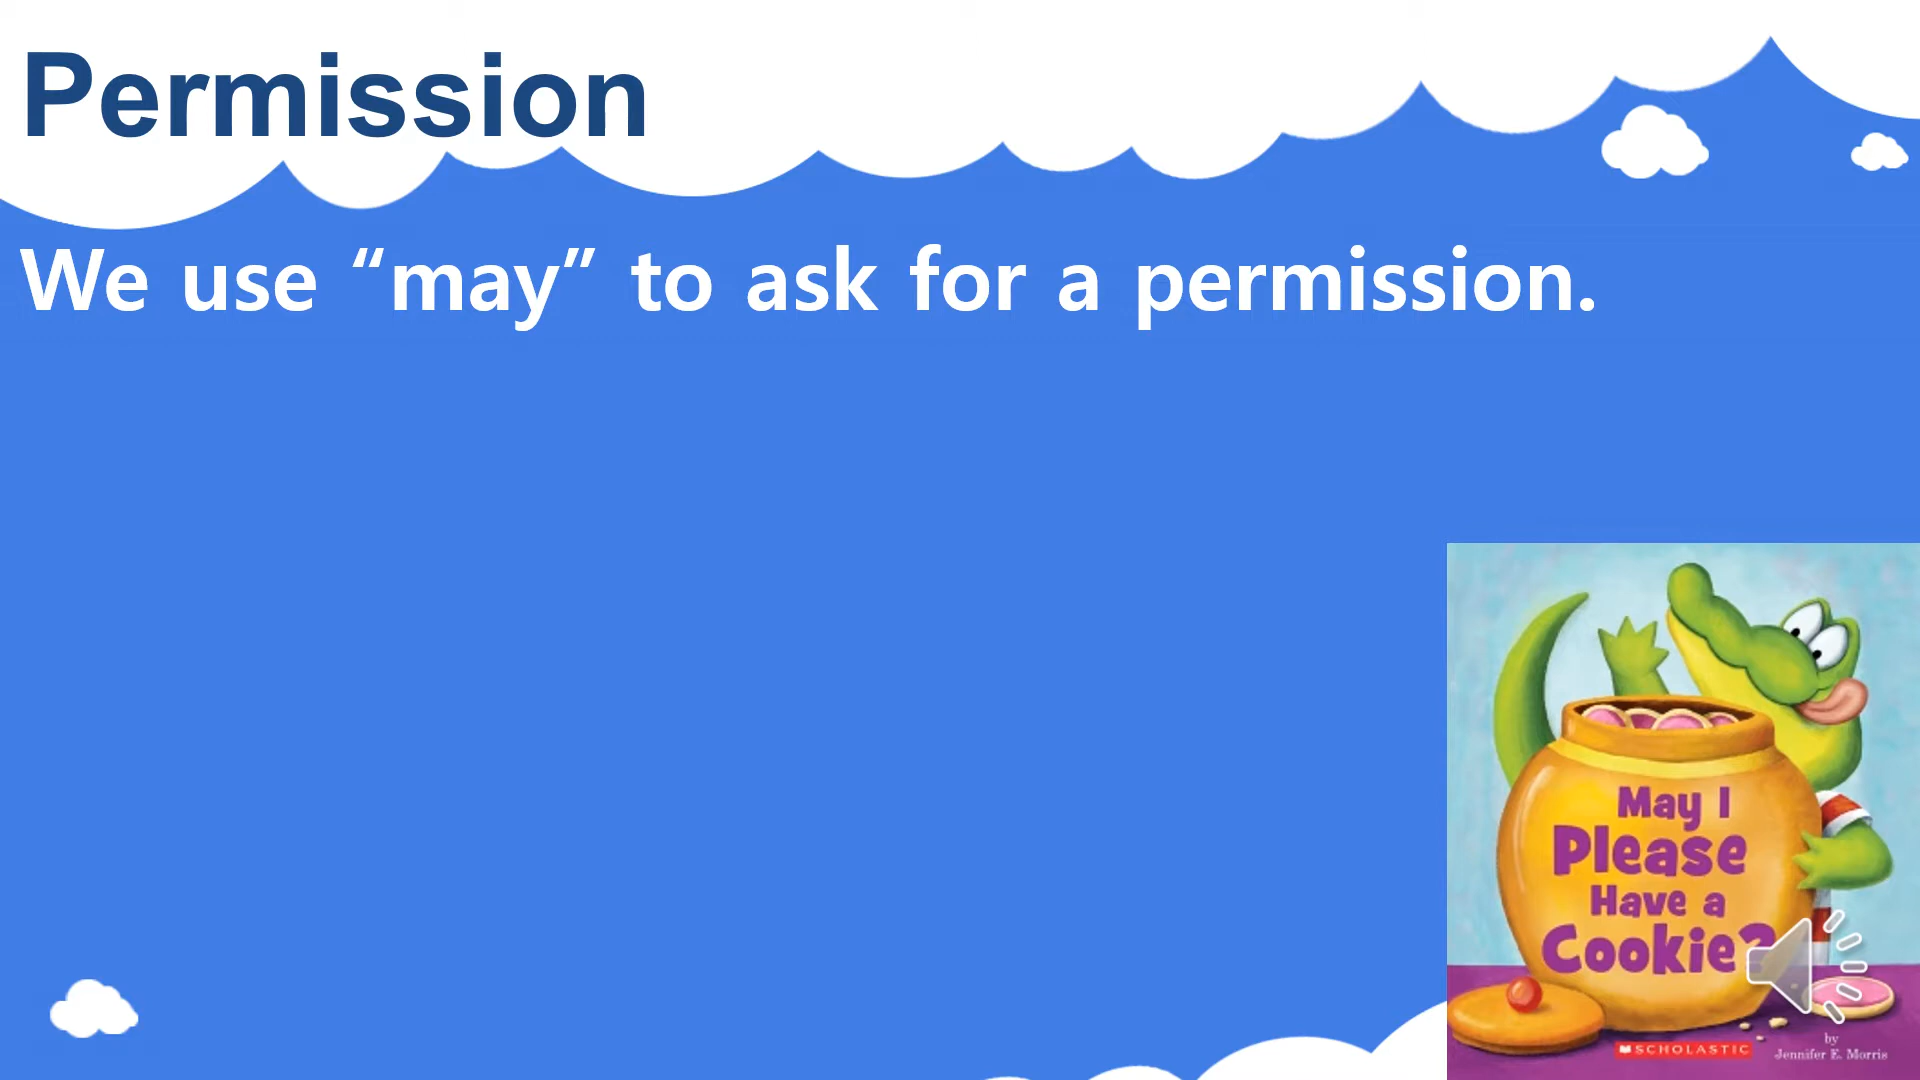 Permission
We use “may” to ask for a permission.
May I
Please
Have a
Cookie?
SCHOLASTIC
by
Jennifer E. Morris